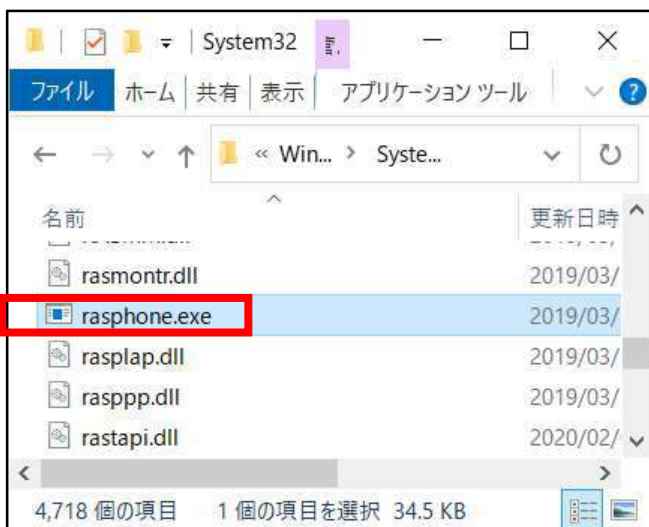 System32
ファイル ホーム 共有 表示 アプリケーション ツール
« Win... > Syste...
名前 更新日時
rasmontr.dll 2019/03/
rasphone.exe 2019/03/
rasplap.dll 2019/03/
rasppp.dll 2019/03/
rastapi.dll 2020/02/
4,718 個の項目 1 個の項目を選択 34.5 KB